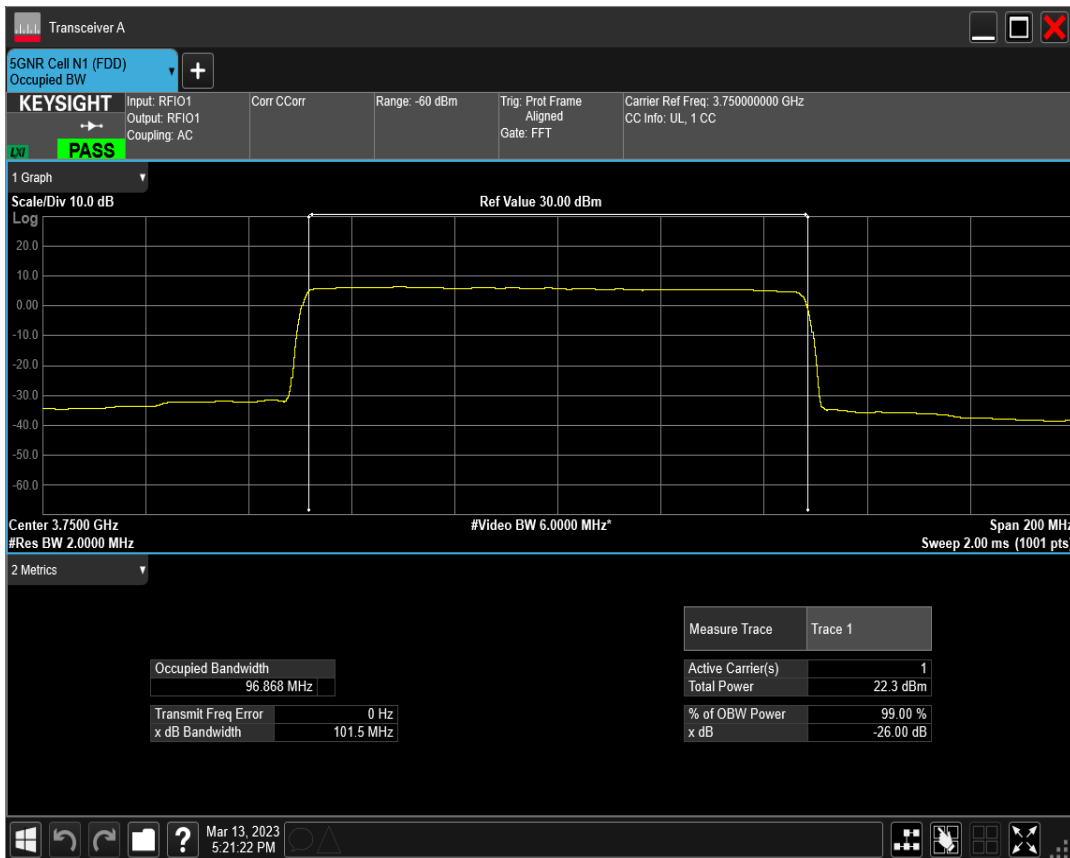 Transceiver A
5GNR Cell N1 (FDD)
Occupied BW
+
KEYSIGHT
LXI
PASS
Input: RFIO1
Output: RFIO1
Coupling: AC
Corr CCorr
Range: -60 dBm
Trig: Prot Frame
Aligned
Gate: FFT
Carrier Ref Freq: 3.750000000 GHz
CC Info: UL, 1 CC
1 Graph
Scale/Div 10.0 dB
Ref Value 30.00 dBm
Log
20.0
10.0
0.00
-10.0
-20.0
-30.0
-40.0
-50.0
-60.0
Center 3.7500 GHz
#Video BW 6.0000 MHz*
Span 200 MHz
#Res BW 2.0000 MHz
Sweep 2.00 ms (1001 pts)
2 Metrics
Measure Trace Trace 1
Occupied Bandwidth
96.868 MHz
Active Carrier(s) 1
Total Power 22.3 dBm
Transmit Freq Error 0 Hz
x dB Bandwidth 101.5 MHz
% of OBW Power 99.00 %
x dB -26.00 dB
?
Mar 13, 2023
5:21:22 PM